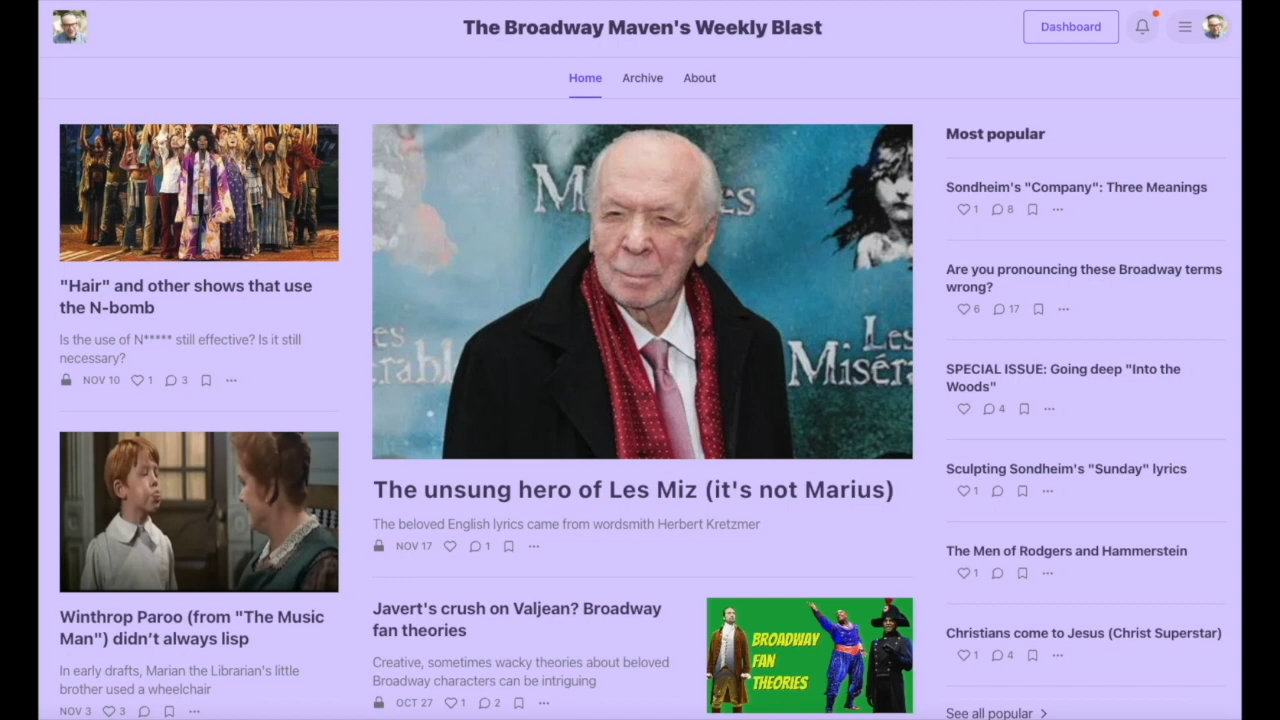 The Broadway Maven's Weekly Blast
Dashboard
Home Archive About
"Hair" and other shows that use
the N-bomb
Is the use of N***** still effective? Is it still
necessary?
NOV 10 1 3
Winthrop Paroo (from "The Music
Man") didn’t always lisp
In early drafts, Marian the Librarian's little
brother used a wheelchair
NOV 3 3
Les
Miséra
es
érabl
es
The unsung hero of Les Miz (it's not Marius)
The beloved English lyrics came from wordsmith Herbert Kretzmer
NOV 17 1
Javert's crush on Valjean? Broadway
fan theories
Creative, sometimes wacky theories about beloved
Broadway characters can be intriguing
OCT 27 1 2
BROADWAY
FAN
THEORIES
Most popular
Sondheim's "Company": Three Meanings
1 8
Are you pronouncing these Broadway terms
wrong?
6 17
SPECIAL ISSUE: Going deep "Into the
Woods"
4
Sculpting Sondheim's "Sunday" lyrics
1
The Men of Rodgers and Hammerstein
1
Christians come to Jesus (Christ Superstar)
1 4
See all popular